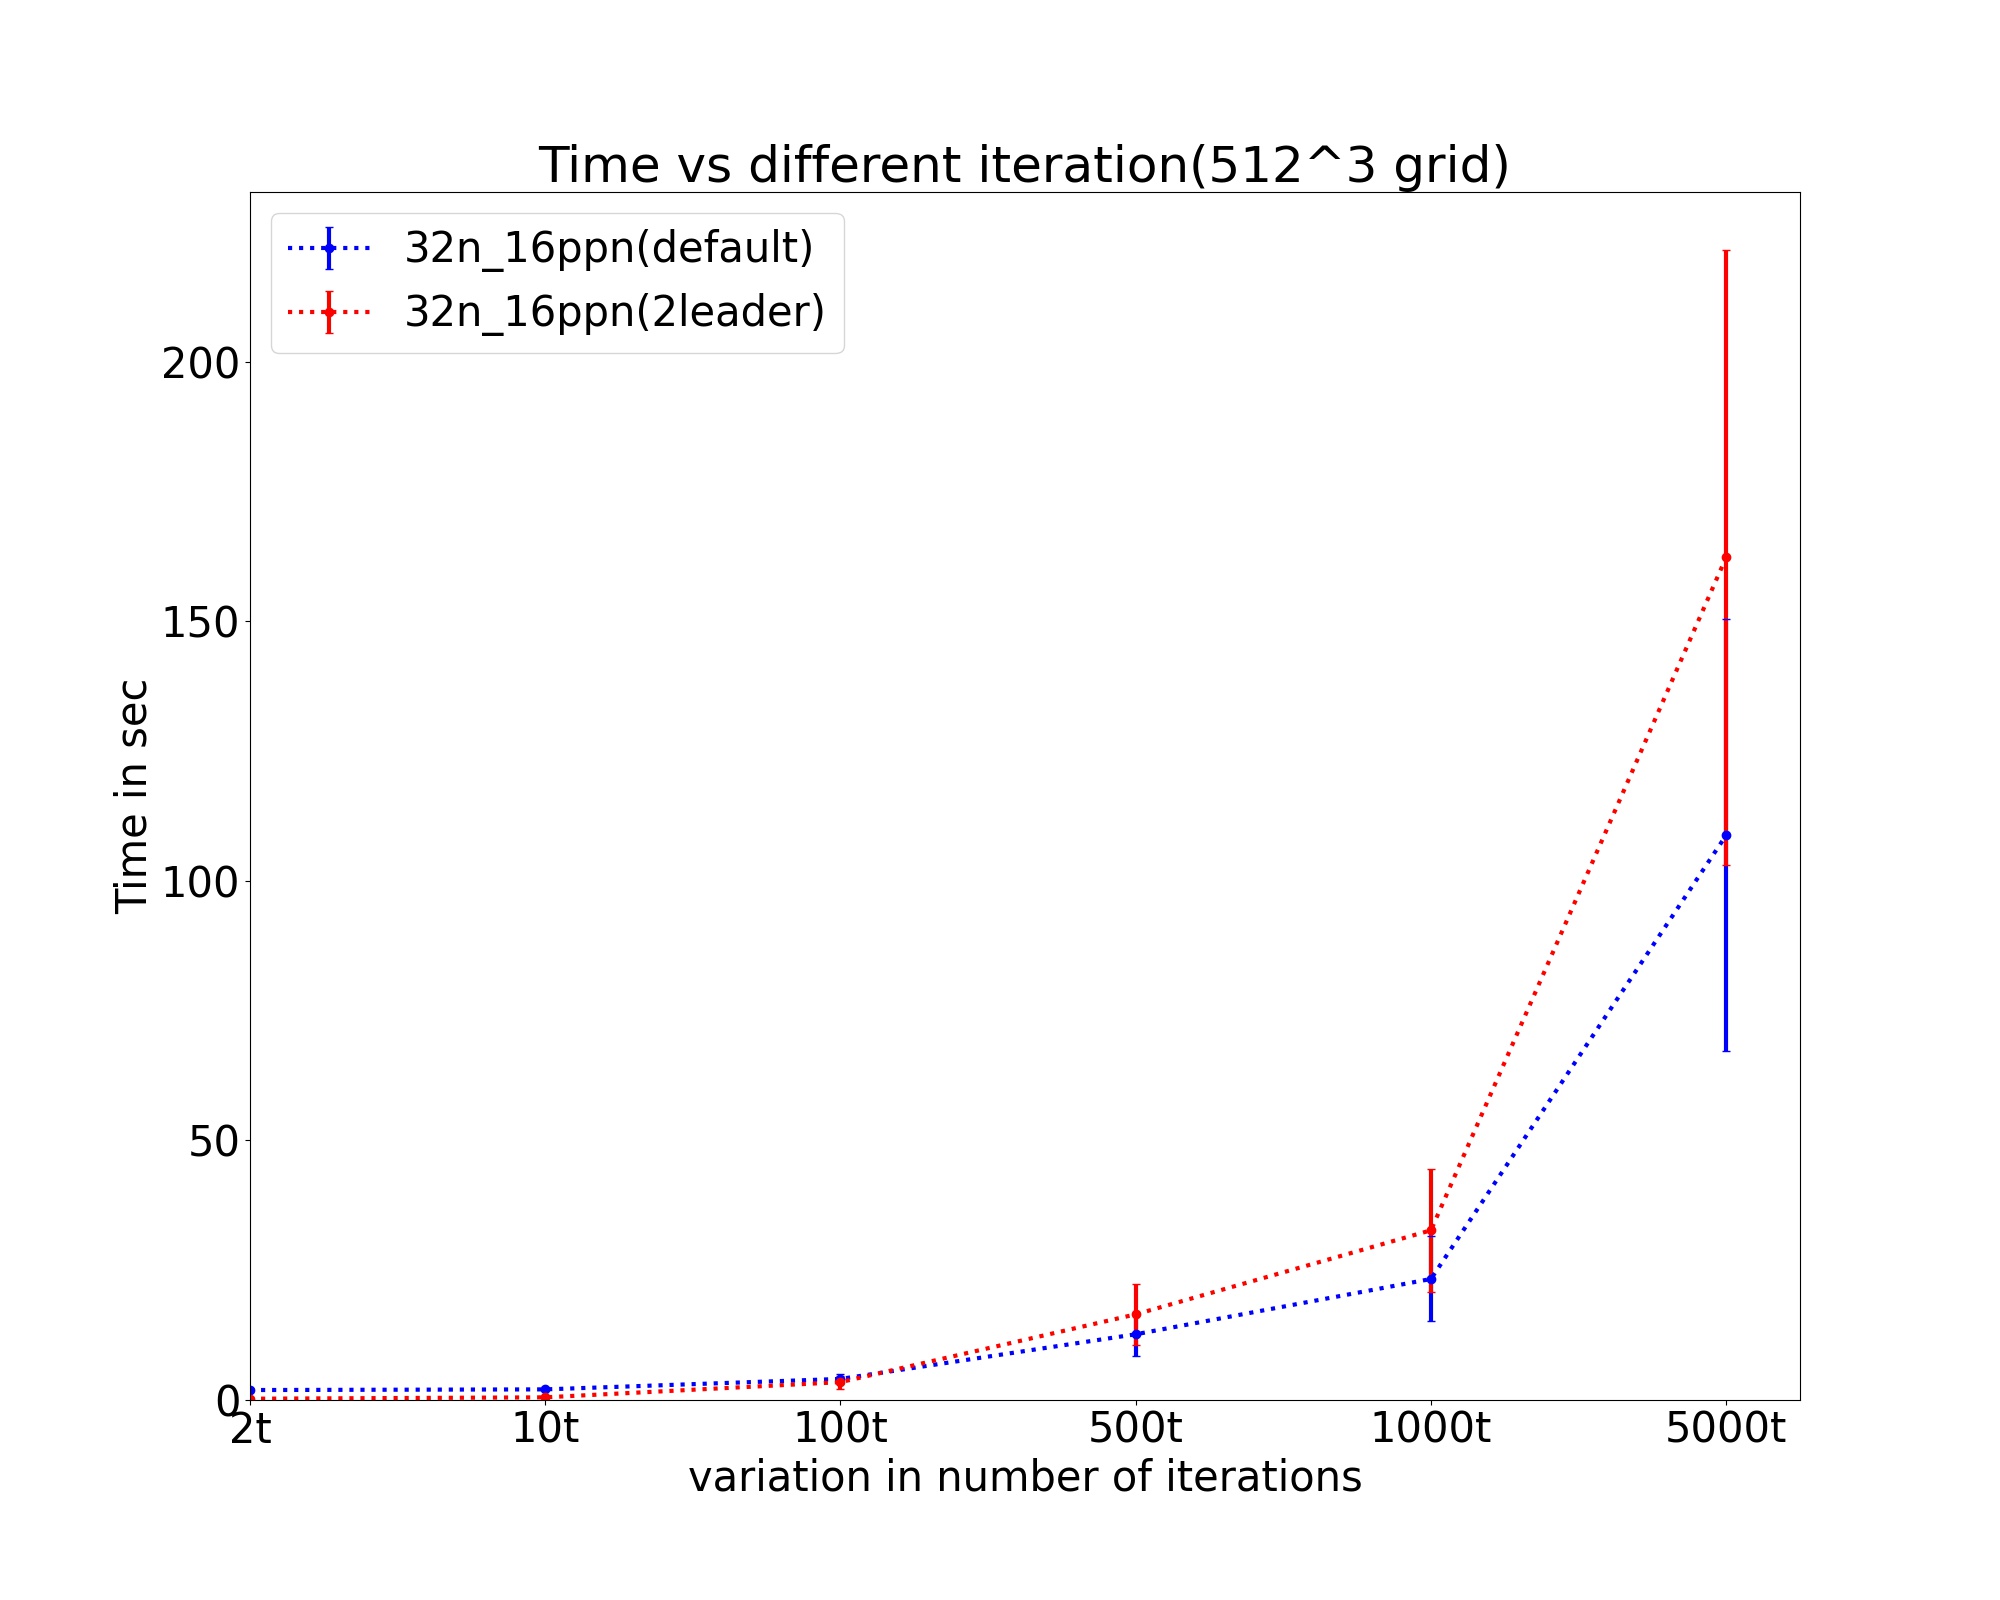 Time vs different iteration(512^3 grid)
32n_16ppn(default)
32n_16ppn(2leader)
200
150
100
50
0
Time in sec
2t 10t 100t 500t 1000t 5000t
variation in number of iterations